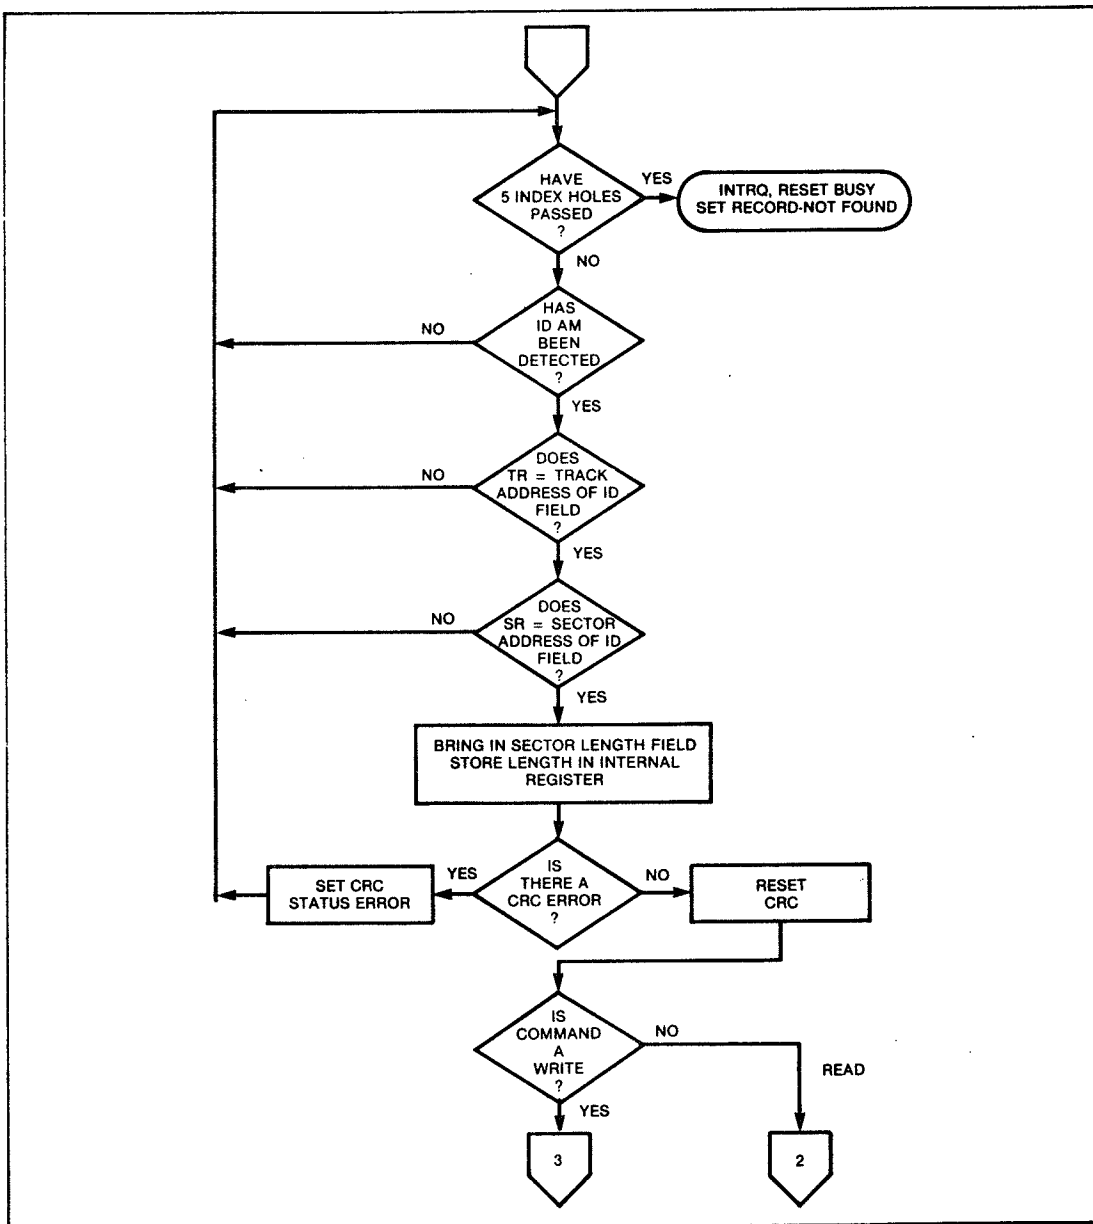 HAVE
5 INDEX HOLES
PASSED
?
YES
INTRQ, RESET BUSY
SET RECORD-NOT FOUND
NO
HAS
ID AM
BEEN
DETECTED
?
NO
YES
DOES
TR = TRACK
ADDRESS OF ID
FIELD
?
NO
YES
DOES
SR = SECTOR
ADDRESS OF ID
FIELD
?
NO
YES
BRING IN SECTOR LENGTH FIELD
STORE LENGTH IN INTERNAL
REGISTER
IS
THERE A
CRC ERROR
?
YES
SET CRC
STATUS ERROR
NO
RESET
CRC
IS
COMMAND
A
WRITE
?
NO
READ
YES
3
2